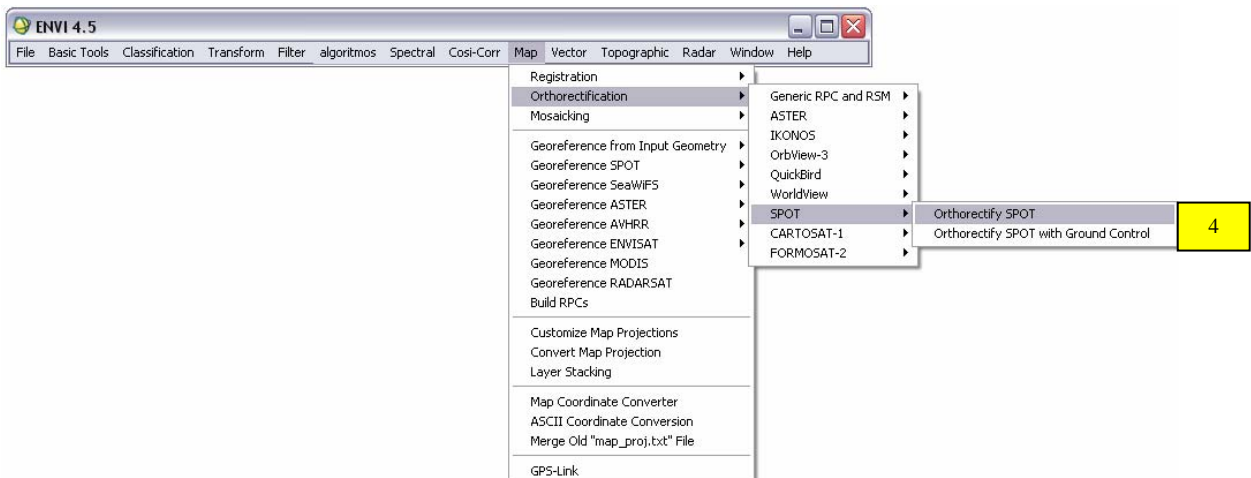 ENVI 4.5
File Basic Tools Classification Transform Filter algoritmos Spectral Cosi-Corr Map Vector Topographic Radar Window Help
Registration
Orthorectification
Mosaicking
Georeference from Input Geometry
Georeference SPOT
Georeference SeaWiFS
Georeference ASTER
Georeference AVHRR
Georeference ENVISAT
Georeference MODIS
Georeference RADARSAT
Build RPCs
Customize Map Projections
Convert Map Projection
Layer Stacking
Map Coordinate Converter
ASCII Coordinate Conversion
Merge Old "map_proj.txt" File
GPS-Link
Generic RPC and RSM
ASTER
IKONOS
OrbView-3
QuickBird
WorldView
SPOT
CARTOSAT-1
FORMOSAT-2
Orthorectify SPOT
Orthorectify SPOT with Ground Control
4